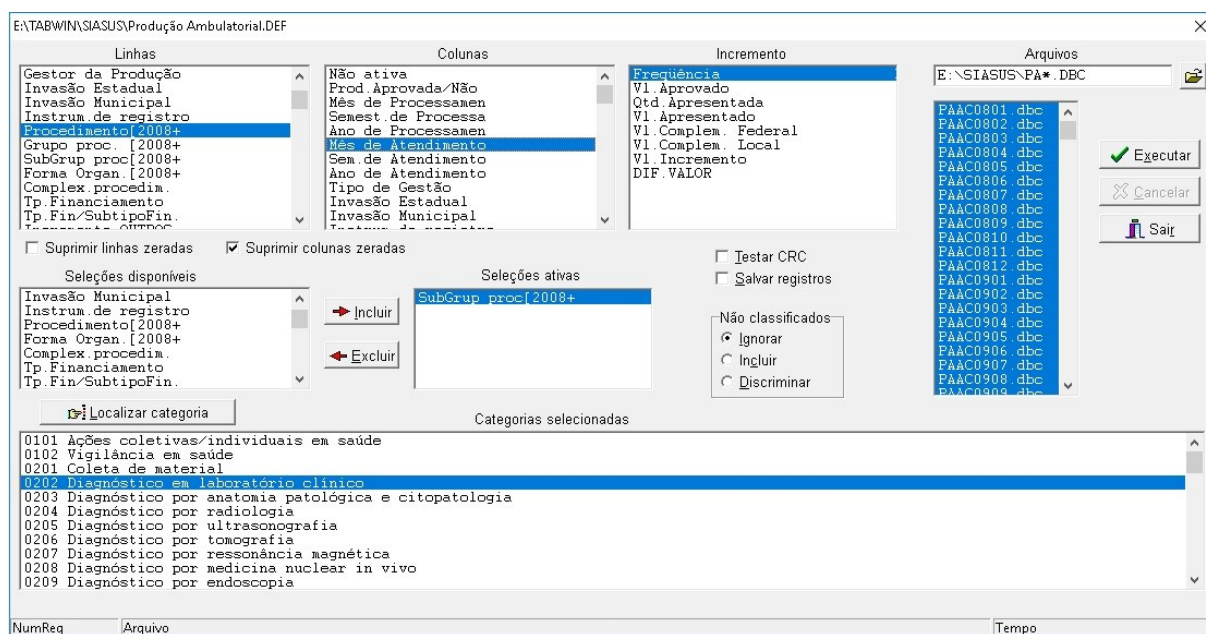 E:\TABWIN\SIASUS\Produção Ambulatorial.DEF
Linhas
Gestor da Produção
Invasão Estadual
Invasão Municipal
Instrum.de registro
Procedimento[2008+
Grupo proc. [2008+
SubGrup proc[2008+
Forma Organ.[2008+
Complex.procedim.
Tp.Financiamento
Tp.Fin/SubtipoFin.
Colunas
Não ativa
Prod.Aprovada/Não
Mês de Processamen
Semest.de Processa
Ano de Processamen
Mês de Atendimento
Sem.de Atendimento
Ano de Atendimento
Tipo de Gestão
Invasão Estadual
Invasão Municipal
Instrum.de registro
Incremento
Freqüência
Vl.Aprovado
Qtd.Apresentada
Vl.Apresentado
Vl.Complem. Federal
Vl.Complem. Local
Vl.Incremento
DIF.VALOR
Arquivos
E:\SIASUS\PA*.DBC
PAAC0801.dbc
PAAC0802.dbc
PAAC0803.dbc
PAAC0804.dbc
PAAC0805.dbc
PAAC0806.dbc
PAAC0807.dbc
PAAC0808.dbc
PAAC0809.dbc
PAAC0810.dbc
PAAC0811.dbc
PAAC0812.dbc
PAAC0901.dbc
PAAC0902.dbc
PAAC0903.dbc
PAAC0904.dbc
PAAC0905.dbc
PAAC0906.dbc
PAAC0907.dbc
PAAC0908.dbc
PAAC0909.dbc
Executar
Cancelar
Sair
Suprimir linhas zeradas
Suprimir colunas zeradas
Testar CRC
Salvar registros
Seleções disponíveis
Invasão Municipal
Instrum.de registro
Procedimento[2008+
Forma Organ.[2008+
Complex.procedim.
Tp.Financiamento
Tp.Fin/SubtipoFin.
Incluir
Excluir
Seleções ativas
SubGrup proc[2008+
Não classificados
Ignorar
Incluir
Discriminar
Localizar categoria
Categorias selecionadas
0101 Ações coletivas/individuais em saúde
0102 Vigilância em saúde
0201 Coleta de material
0202 Diagnóstico em laboratório clínico
0203 Diagnóstico por anatomia patológica e citopatologia
0204 Diagnóstico por radiologia
0205 Diagnóstico por ultrasonografia
0206 Diagnóstico por tomografia
0207 Diagnóstico por ressonância magnética
0208 Diagnóstico por medicina nuclear in vivo
0209 Diagnóstico por endoscopia
NumReg
Arquivo
Tempo